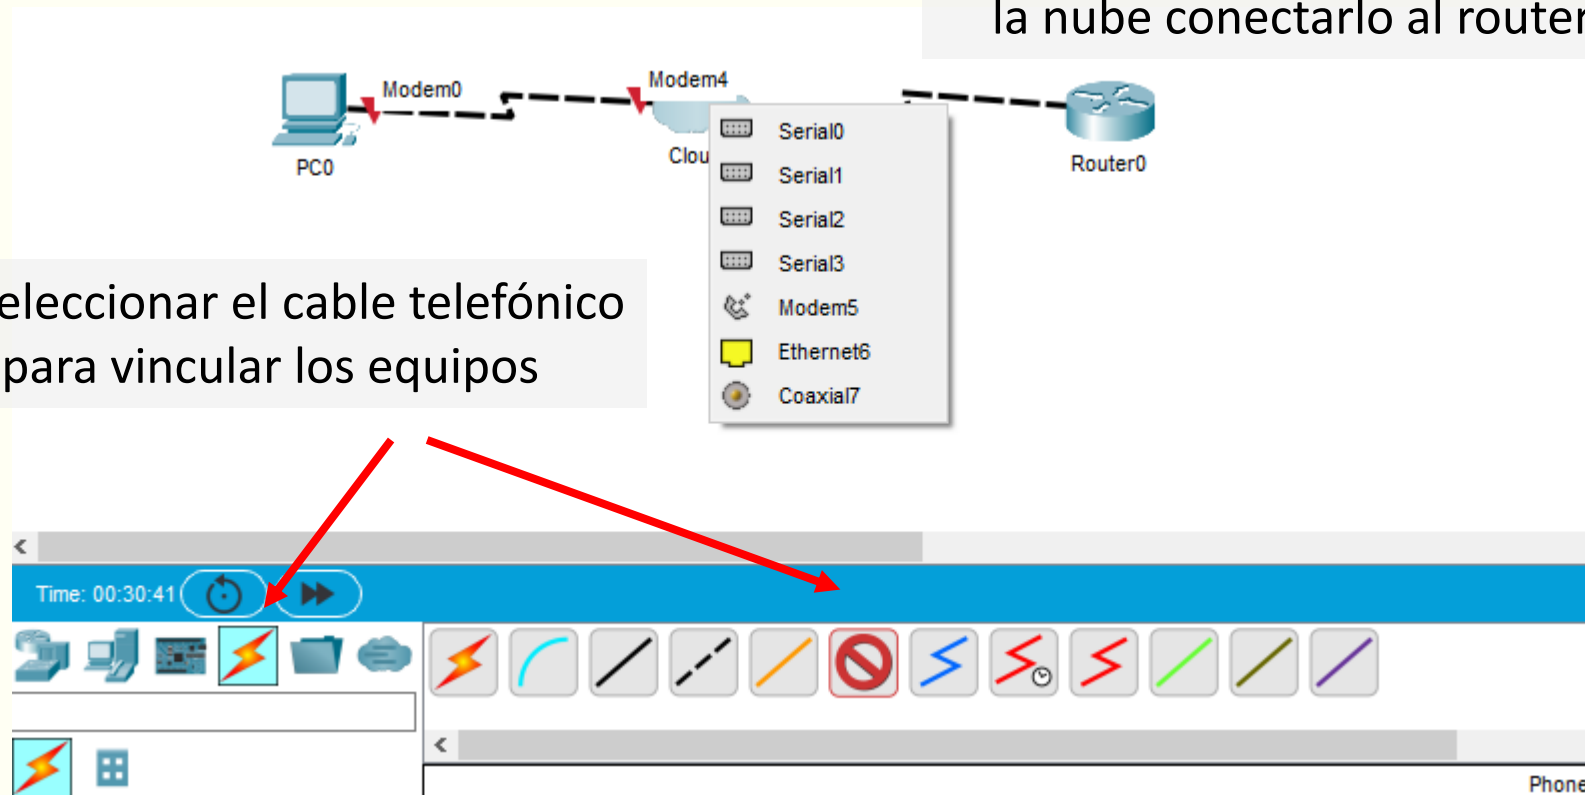 la nube conectarlo al router
Modem0
Modem4
PC0
Clou
Router0
Serial0
Serial1
Serial2
Serial3
Modem5
Ethernet6
Coaxial7
eleccionar el cable telefónico
para vincular los equipos
Time: 00:30:41
Phone